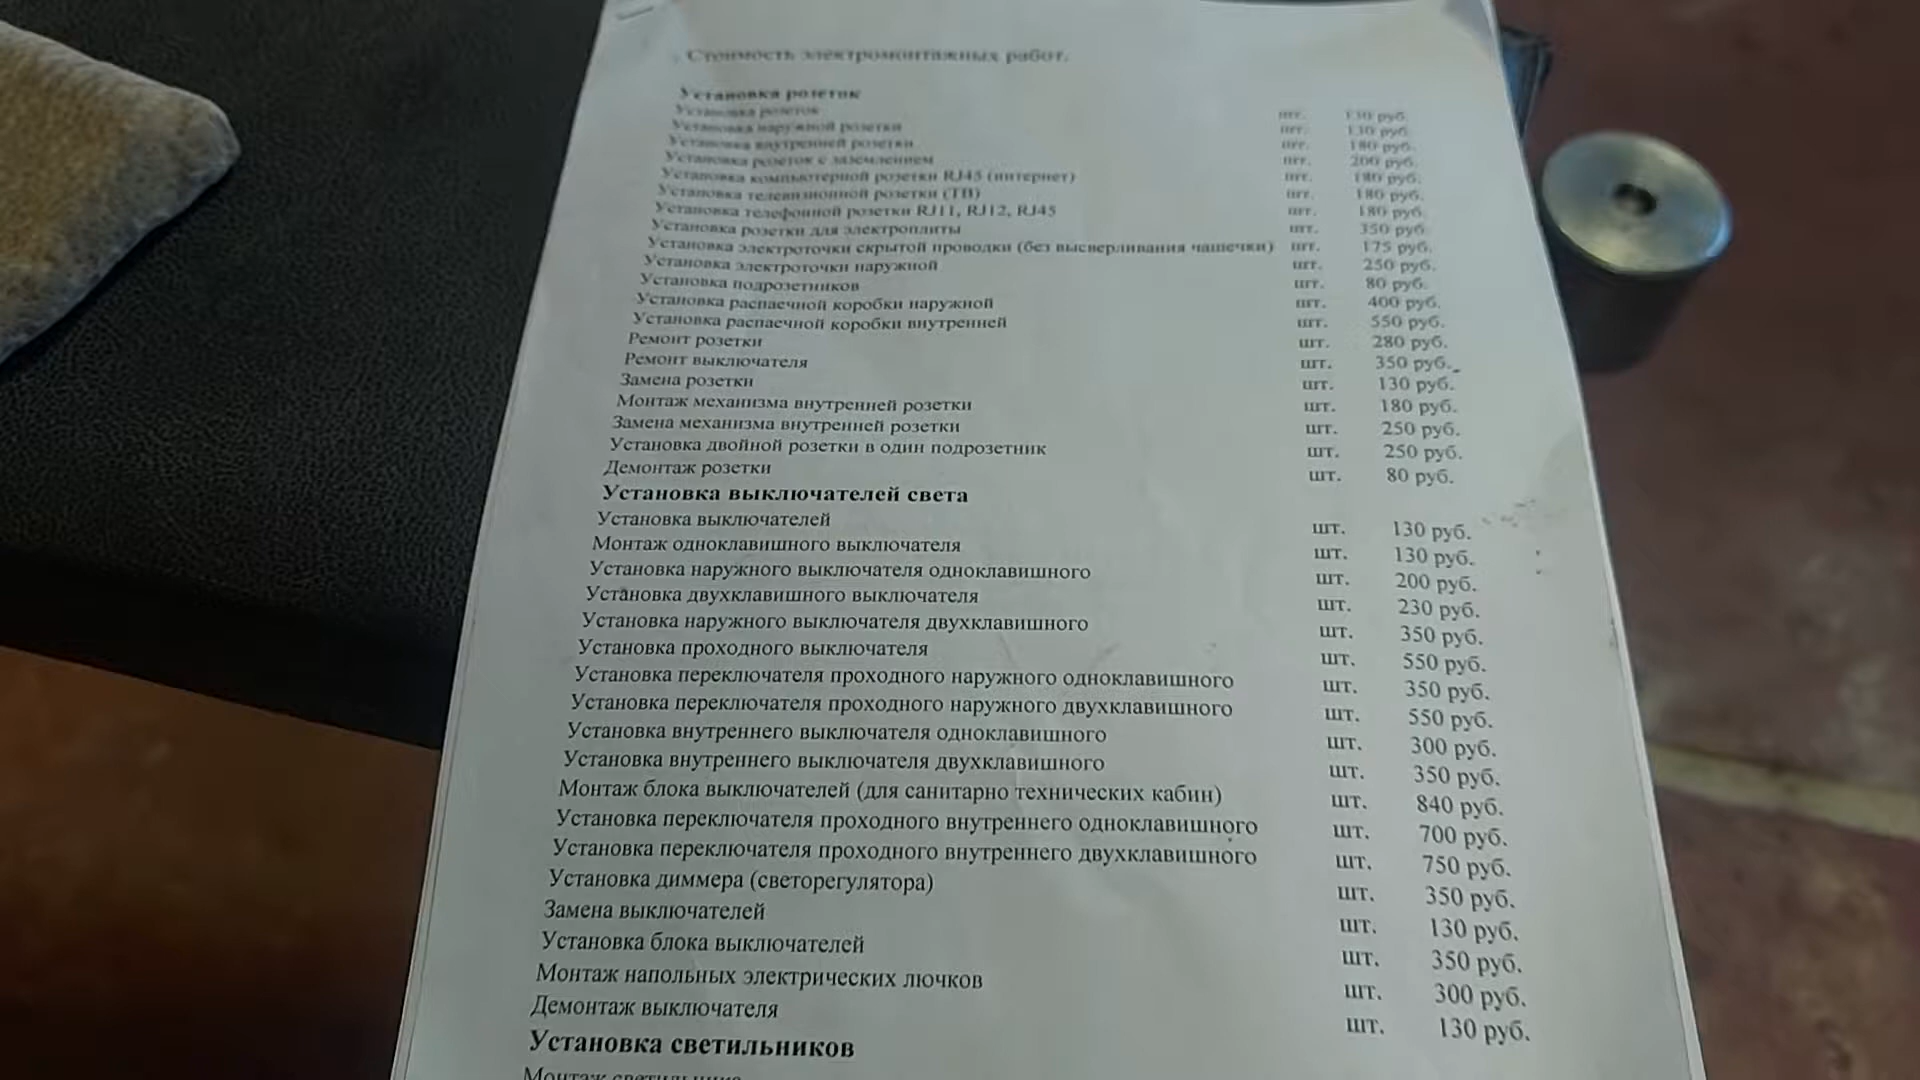 Стоимость электромонтажных работ.
Установка розеток
Установка розеток шт. 130 руб.
Установка наружной розетки шт. 130 руб.
Установка внутренней розетки шт. 180 руб.
Установка розеток с заземлением шт. 200 руб.
Установка компьютерной розетки RJ45 (интернет) шт. 180 руб.
Установка телевизионной розетки (ТВ) шт. 180 руб.
Установка телефонной розетки RJ11, RJ12, RJ45 шт. 180 руб.
Установка розетки для электроплиты шт. 350 руб.
Установка электроточки скрытой проводки (без высверливания чашечки) шт. 175 руб.
Установка электроточки наружной шт. 250 руб.
Установка подрозетников шт. 80 руб.
Установка распаечной коробки наружной шт. 400 руб.
Установка распаечной коробки внутренней шт. 550 руб.
Ремонт розетки шт. 280 руб.
Ремонт выключателя шт. 350 руб.
Замена розетки шт. 130 руб.
Монтаж механизма внутренней розетки шт. 180 руб.
Замена механизма внутренней розетки шт. 250 руб.
Установка двойной розетки в один подрозетник шт. 250 руб.
Демонтаж розетки шт. 80 руб.
Установка выключателей света
Установка выключателей шт. 130 руб.
Монтаж одноклавишного выключателя шт. 130 руб.
Установка наружного выключателя одноклавишного шт. 200 руб.
Установка двухклавишного выключателя шт. 230 руб.
Установка наружного выключателя двухклавишного шт. 350 руб.
Установка проходного выключателя шт. 550 руб.
Установка переключателя проходного наружного одноклавишного шт. 350 руб.
Установка переключателя проходного наружного двухклавишного шт. 550 руб.
Установка внутреннего выключателя одноклавишного шт. 300 руб.
Установка внутреннего выключателя двухклавишного шт. 350 руб.
Монтаж блока выключателей (для санитарно технических кабин) шт. 840 руб.
Установка переключателя проходного внутреннего одноклавишного шт. 700 руб.
Установка переключателя проходного внутреннего двухклавишного шт. 750 руб.
Установка диммера (светорегулятора) шт. 350 руб.
Замена выключателей шт. 130 руб.
Установка блока выключателей шт. 350 руб.
Монтаж напольных электрических лючков шт. 300 руб.
Демонтаж выключателя шт. 130 руб.
Установка светильников
Монтаж светильника